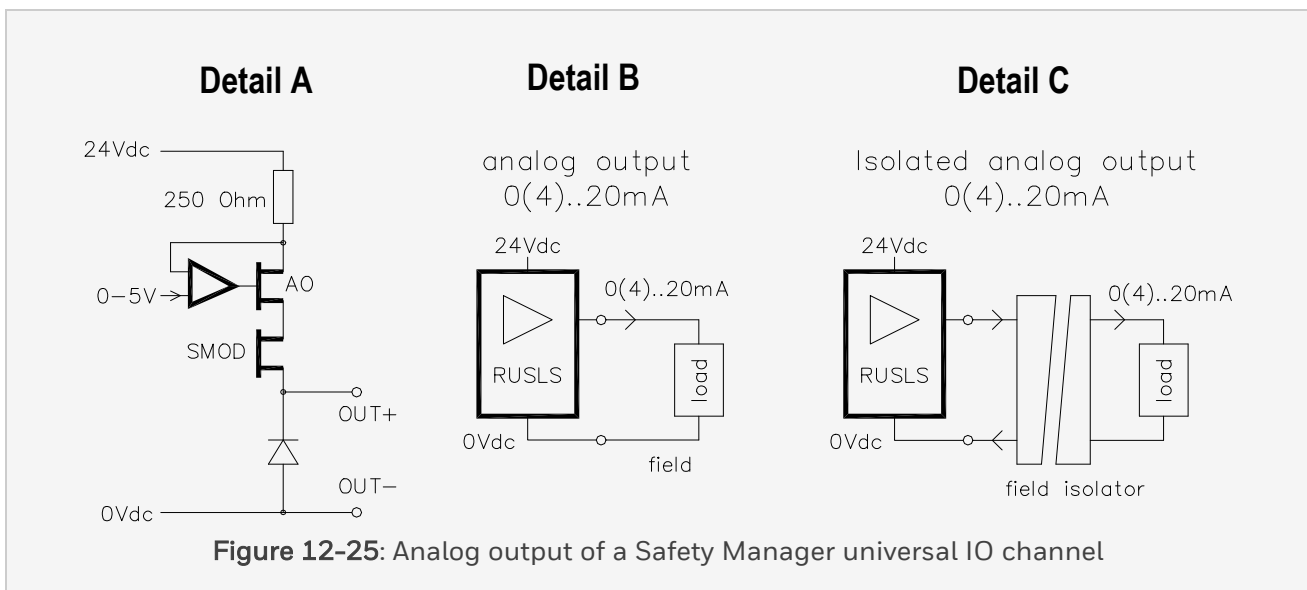 Detail A
24Vdc
250 Ohm
0-5V
AO
SMOD
OUT+
OUT-
0Vdc
Detail B
analog output
0(4)..20mA
24Vdc
0(4)..20mA
RUSLS
load
0Vdc
field
Detail C
Isolated analog output
0(4)..20mA
24Vdc
0(4)..20mA
RUSLS
load
0Vdc
field isolator
Figure 12-25: Analog output of a Safety Manager universal IO channel